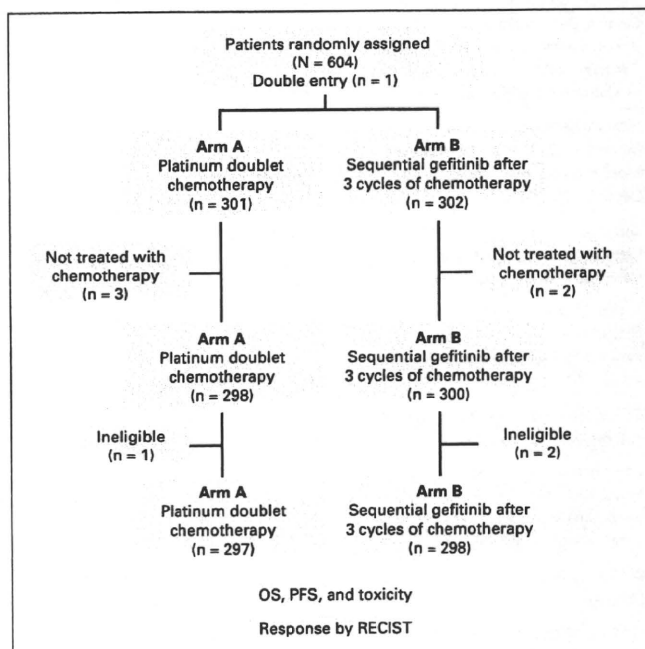 Patients randomly assigned
(N = 604)
Double entry (n = 1)
Arm A
Platinum doublet
chemotherapy
(n = 301)
Arm B
Sequential gefitinib after
3 cycles of chemotherapy
(n = 302)
Not treated with
chemotherapy
(n = 3)
Not treated with
chemotherapy
(n = 2)
Arm A
Platinum doublet
chemotherapy
(n = 298)
Arm B
Sequential gefitinib after
3 cycles of chemotherapy
(n = 300)
Ineligible
(n = 1)
Ineligible
(n = 2)
Arm A
Platinum doublet
chemotherapy
(n = 297)
Arm B
Sequential gefitinib after
3 cycles of chemotherapy
(n = 298)
OS, PFS, and toxicity
Response by RECIST